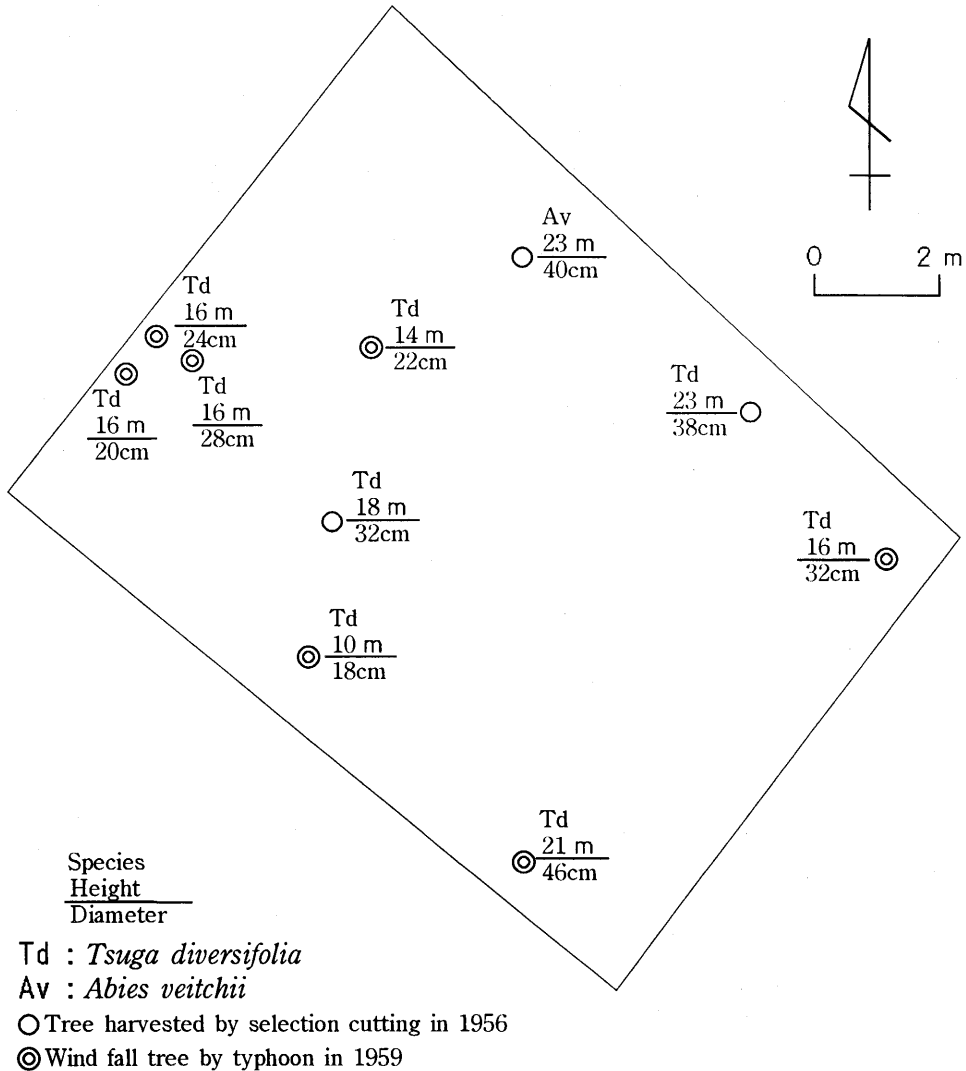 Av
23 m
40cm
0 2 m
Td
16 m
24cm
Td
14 m
22cm
Td
16 m
20cm
Td
16 m
28cm
Td
23 m
38cm
Td
18 m
32cm
Td
16 m
32cm
Td
10 m
18cm
Td
21 m
46cm
Species
Height
Diameter
Td : Tsuga diversifolia
Av : Abies veitchii
Tree harvested by selection cutting in 1956
Wind fall tree by typhoon in 1959